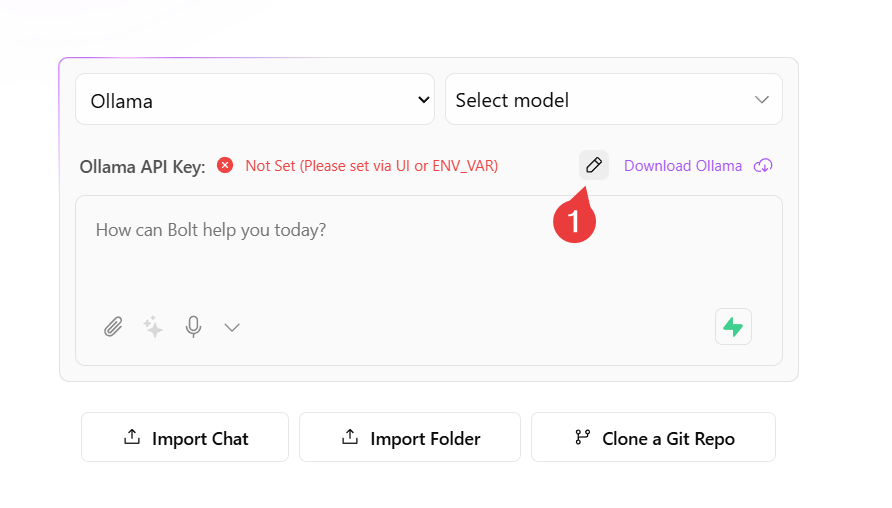 Ollama
Select model
Ollama API Key:
Not Set (Please set via UI or ENV_VAR)
Download Ollama
1
How can Bolt help you today?
Import Chat
Import Folder
Clone a Git Repo